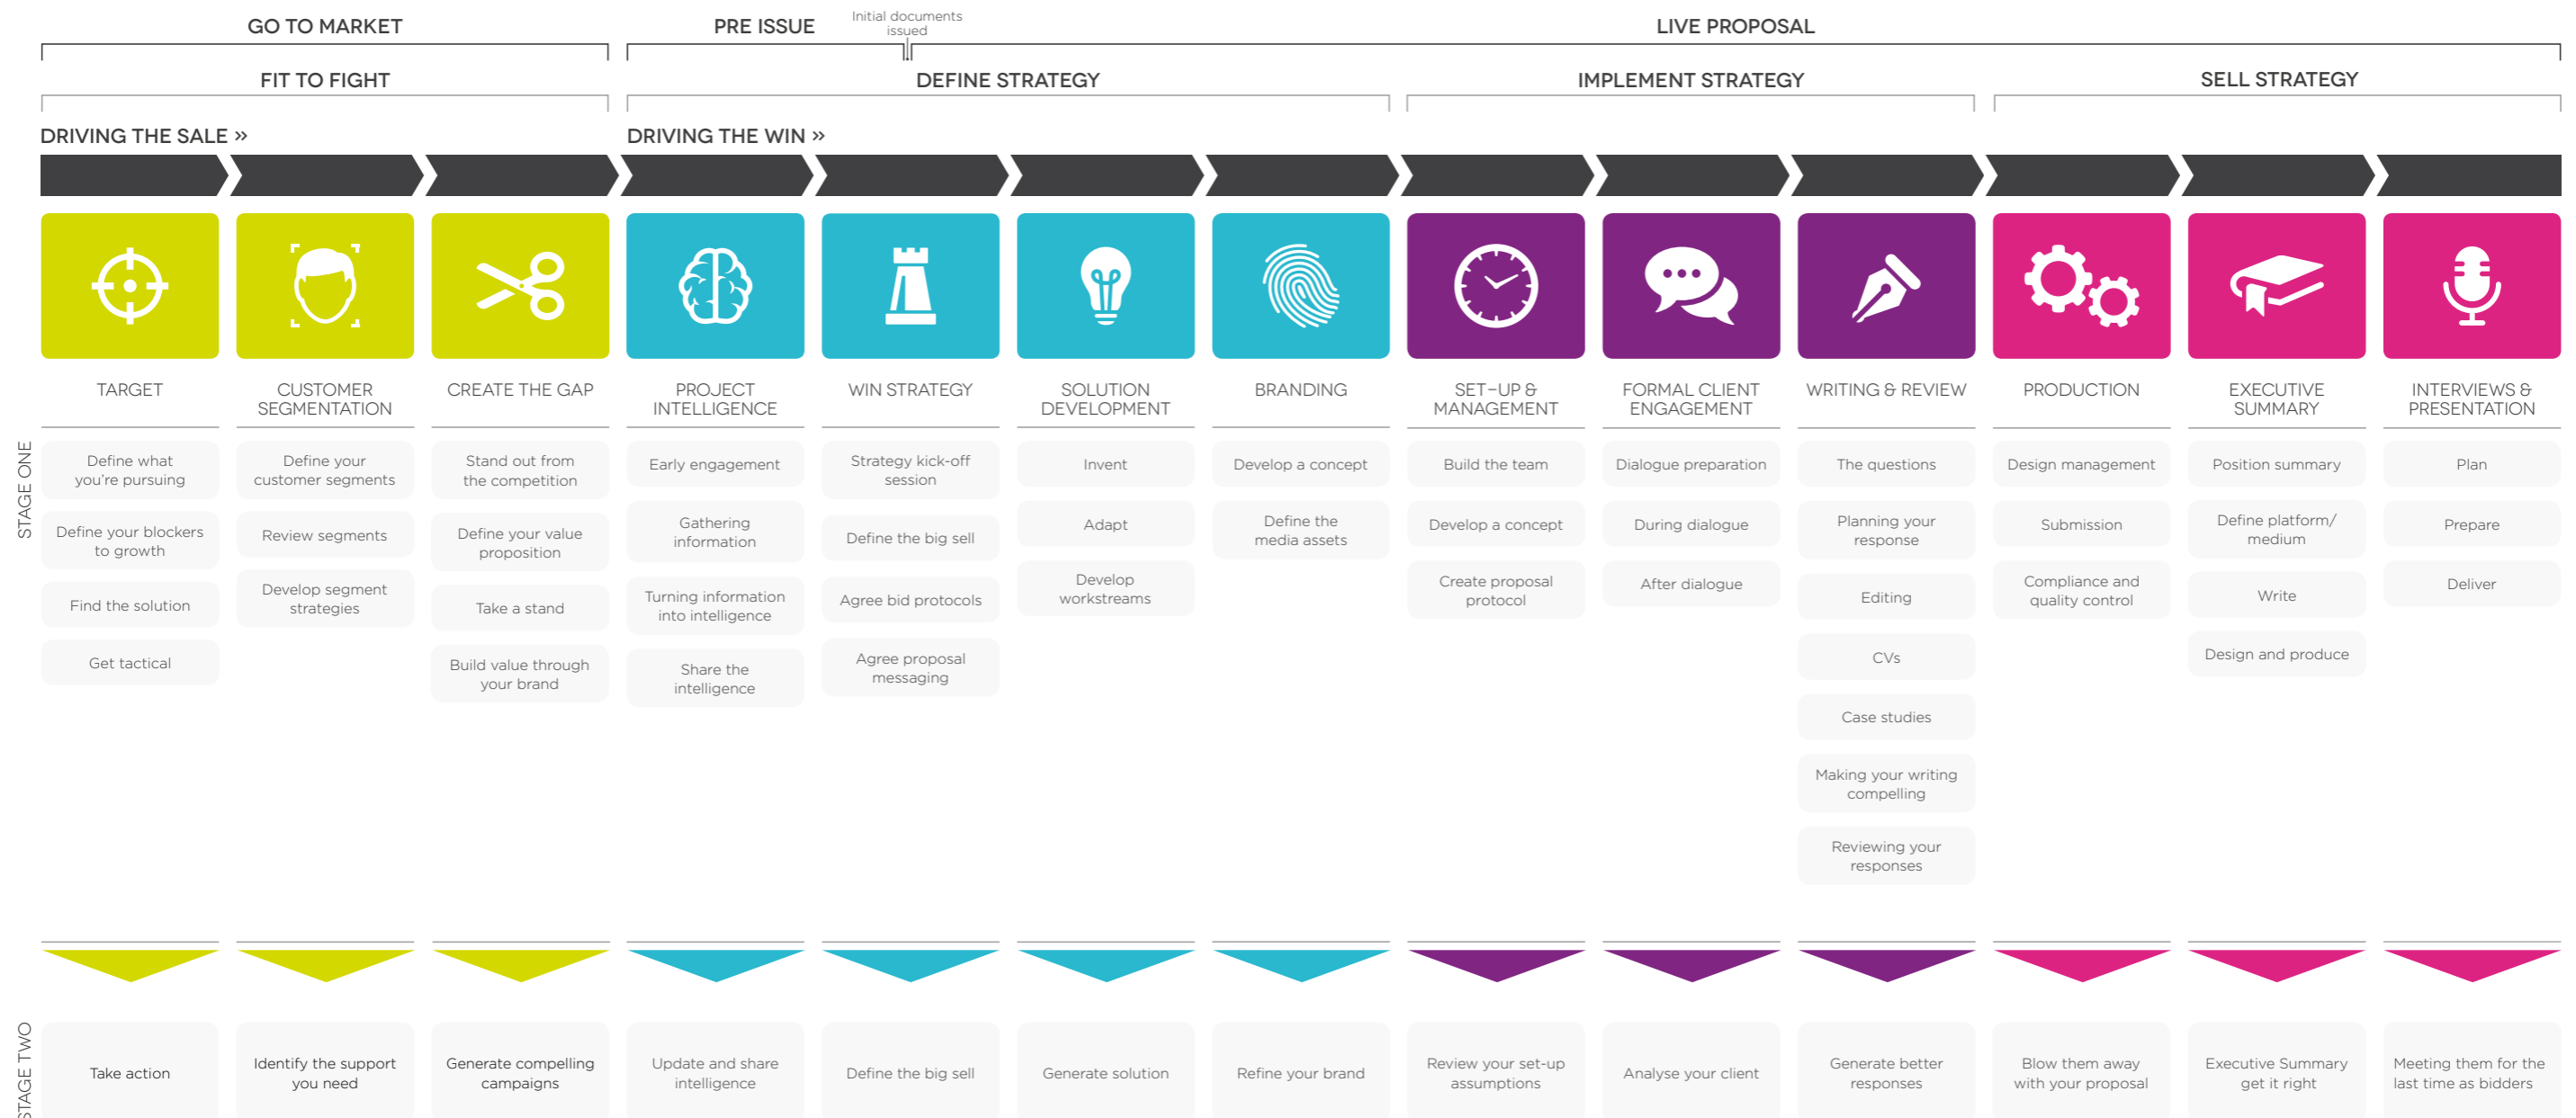 GO TO MARKET
PRE ISSUE
Initial documents
issued
LIVE PROPOSAL
FIT TO FIGHT
DEFINE STRATEGY
IMPLEMENT STRATEGY
SELL STRATEGY
DRIVING THE SALE »
DRIVING THE WIN »
TARGET
CUSTOMER
SEGMENTATION
CREATE THE GAP
PROJECT
INTELLIGENCE
WIN STRATEGY
SOLUTION
DEVELOPMENT
BRANDING
SET-UP &
MANAGEMENT
FORMAL CLIENT
ENGAGEMENT
WRITING & REVIEW
PRODUCTION
EXECUTIVE
SUMMARY
INTERVIEWS &
PRESENTATION
STAGE ONE
Define what
you're pursuing
Define your blockers
to growth
Find the solution
Get tactical
Define your
customer segments
Review segments
Develop segment
strategies
Stand out from
the competition
Define your value
proposition
Take a stand
Build value through
your brand
Early engagement
Gathering
information
Turning information
into intelligence
Share the
intelligence
Strategy kick-off
session
Define the big sell
Agree bid protocols
Agree proposal
messaging
Invent
Adapt
Develop
workstreams
Develop a concept
Define the
media assets
Build the team
Develop a concept
Create proposal
protocol
Dialogue preparation
During dialogue
After dialogue
The questions
Planning your
response
Editing
CVs
Case studies
Making your writing
compelling
Reviewing your
responses
Design management
Submission
Compliance and
quality control
Position summary
Define platform/
medium
Write
Design and produce
Plan
Prepare
Deliver
STAGE TWO
Take action
Identify the support
you need
Generate compelling
campaigns
Update and share
intelligence
Define the big sell
Generate solution
Refine your brand
Review your set-up
assumptions
Analyse your client
Generate better
responses
Blow them away
with your proposal
Executive Summary
get it right
Meeting them for the
last time as bidders